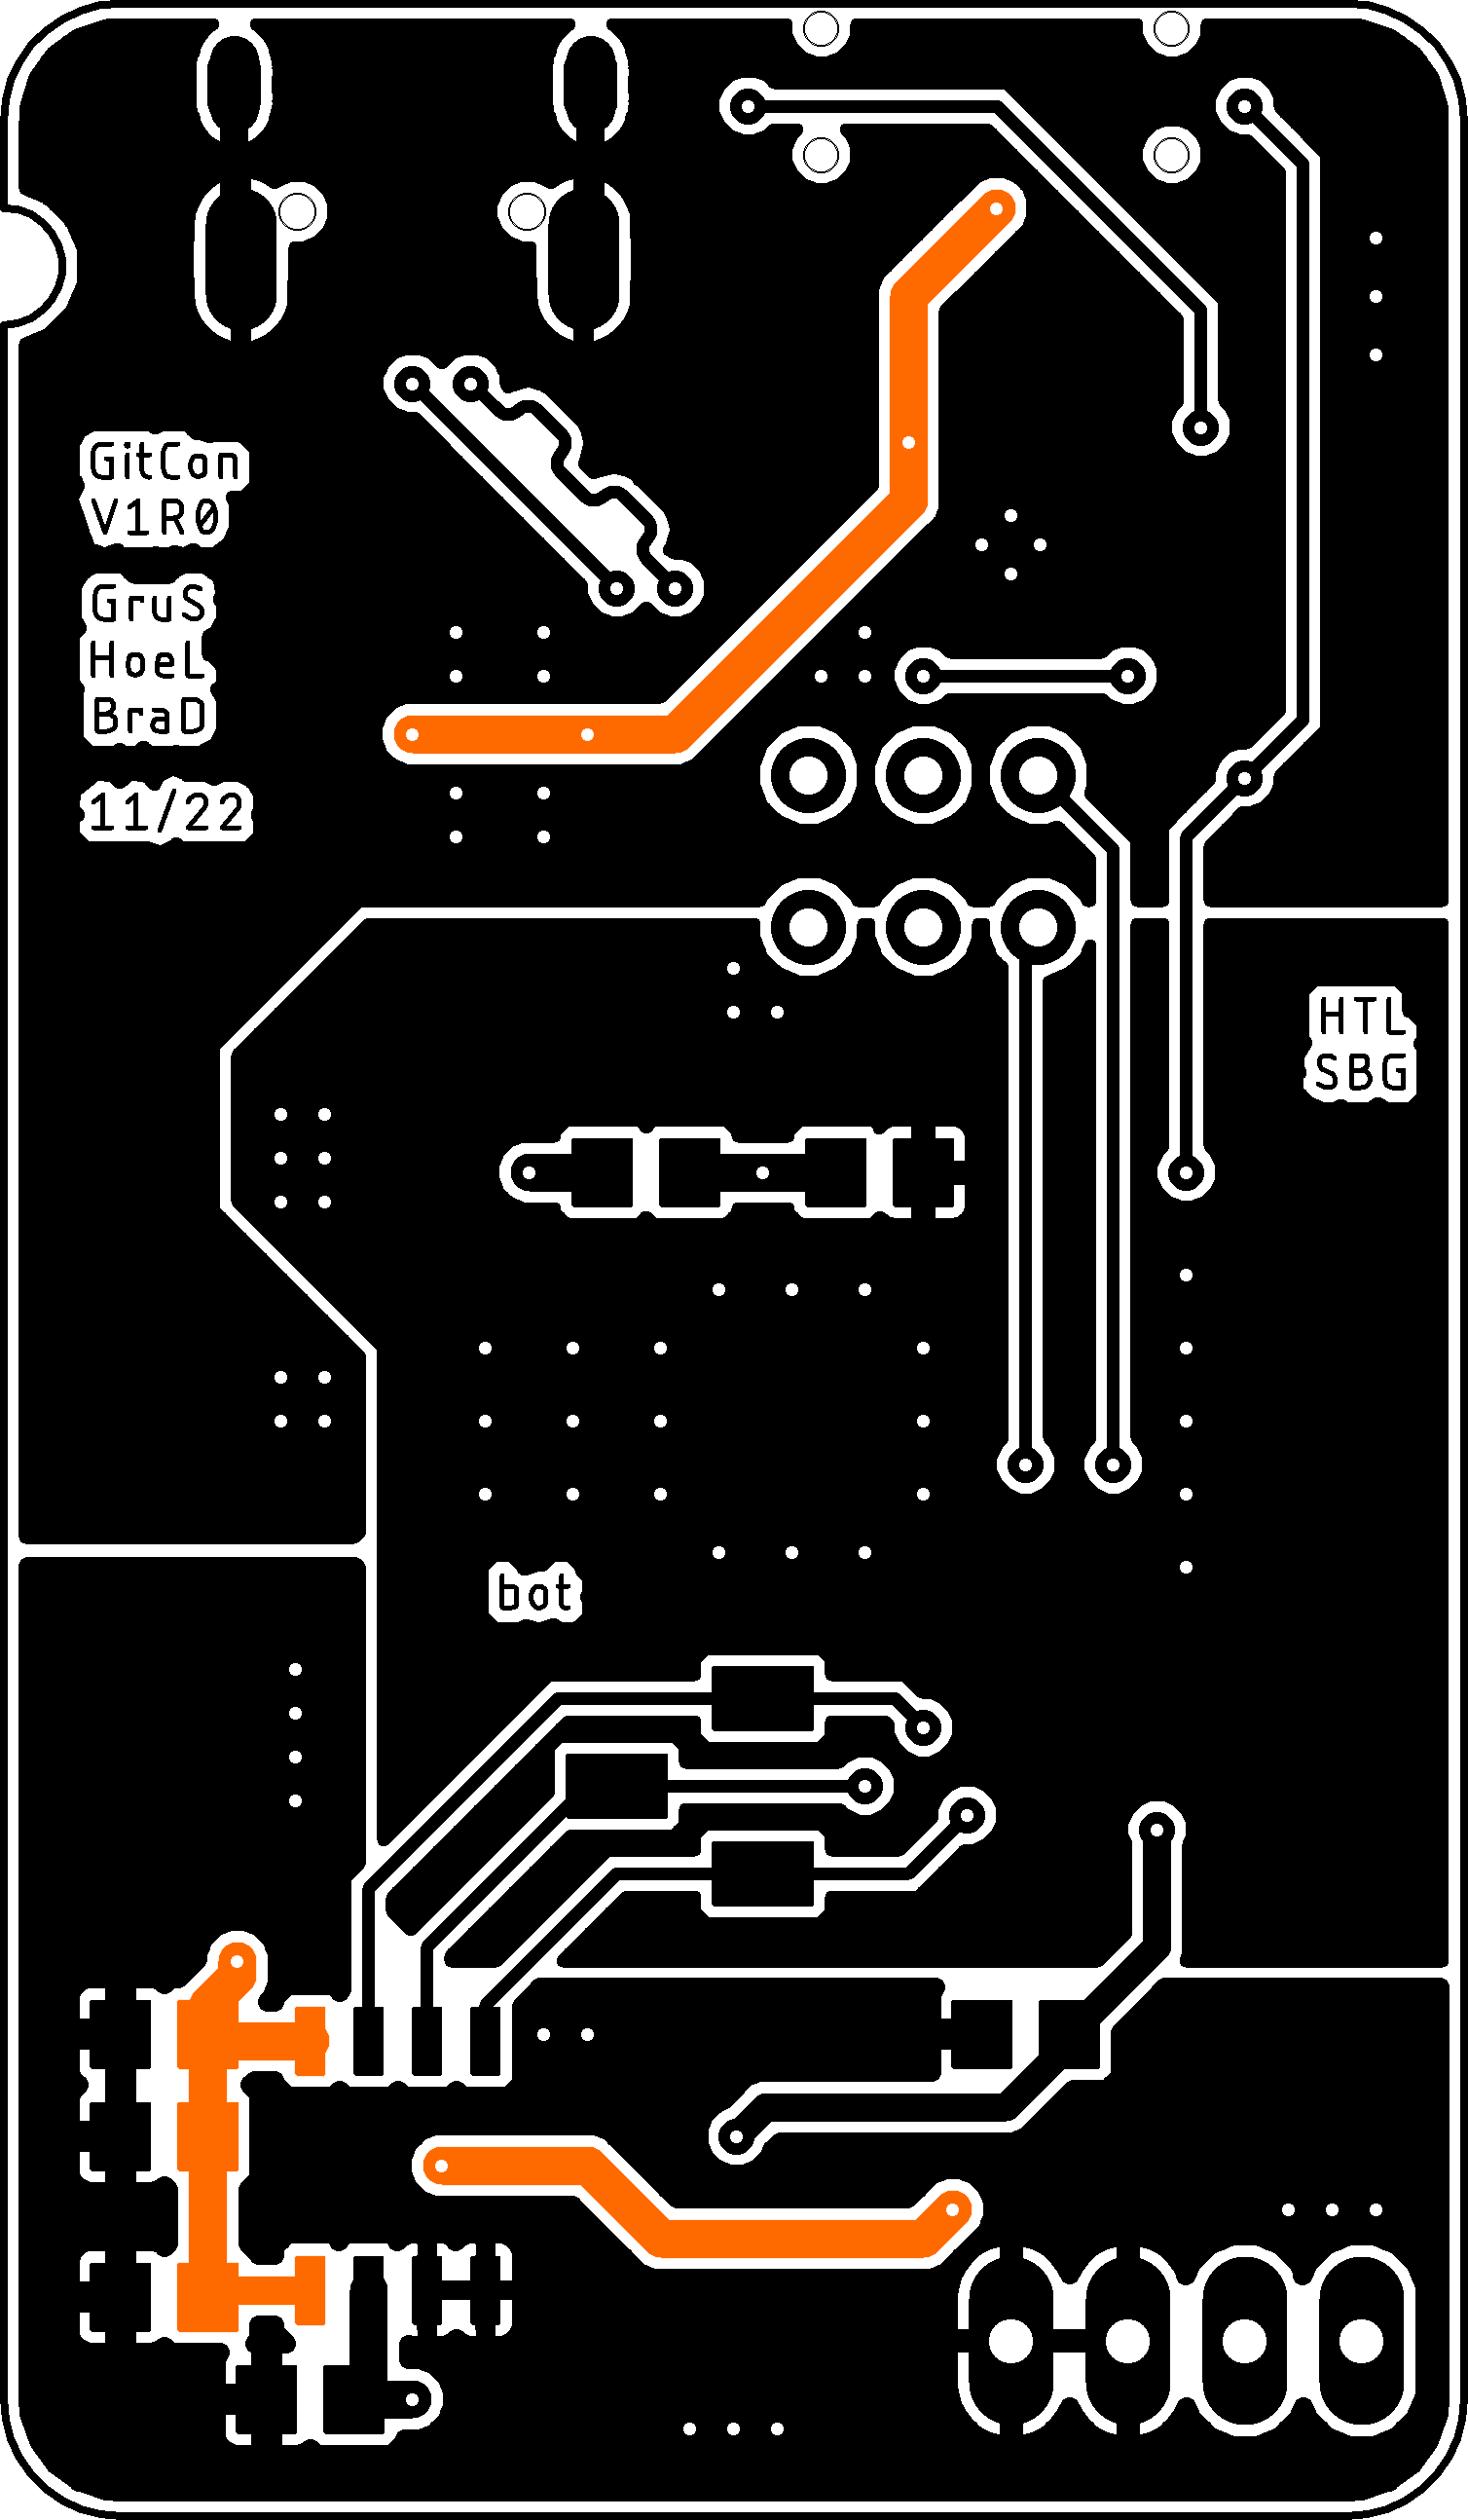 GitCon
V1R0
GruS
HoeL
BraD
11/22
HTL
SBG
bot